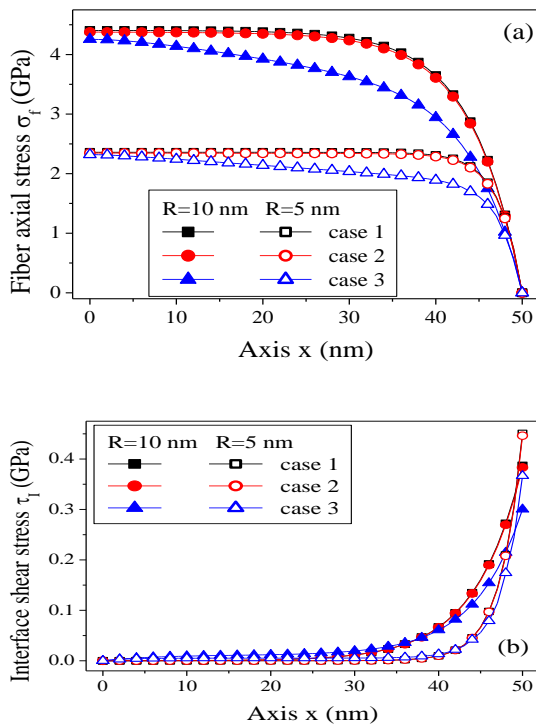 (a)
Fiber axial stress σf (GPa)
4
3
2
1
0
R=10 nm R=5 nm
case 1
case 2
case 3
0 10 20 30 40 50
Axis x (nm)
Interface shear stress τI (GPa)
0.4
0.3
0.2
0.1
0.0
R=10 nm R=5 nm
case 1
case 2
case 3
(b)
0 10 20 30 40 50
Axis x (nm)